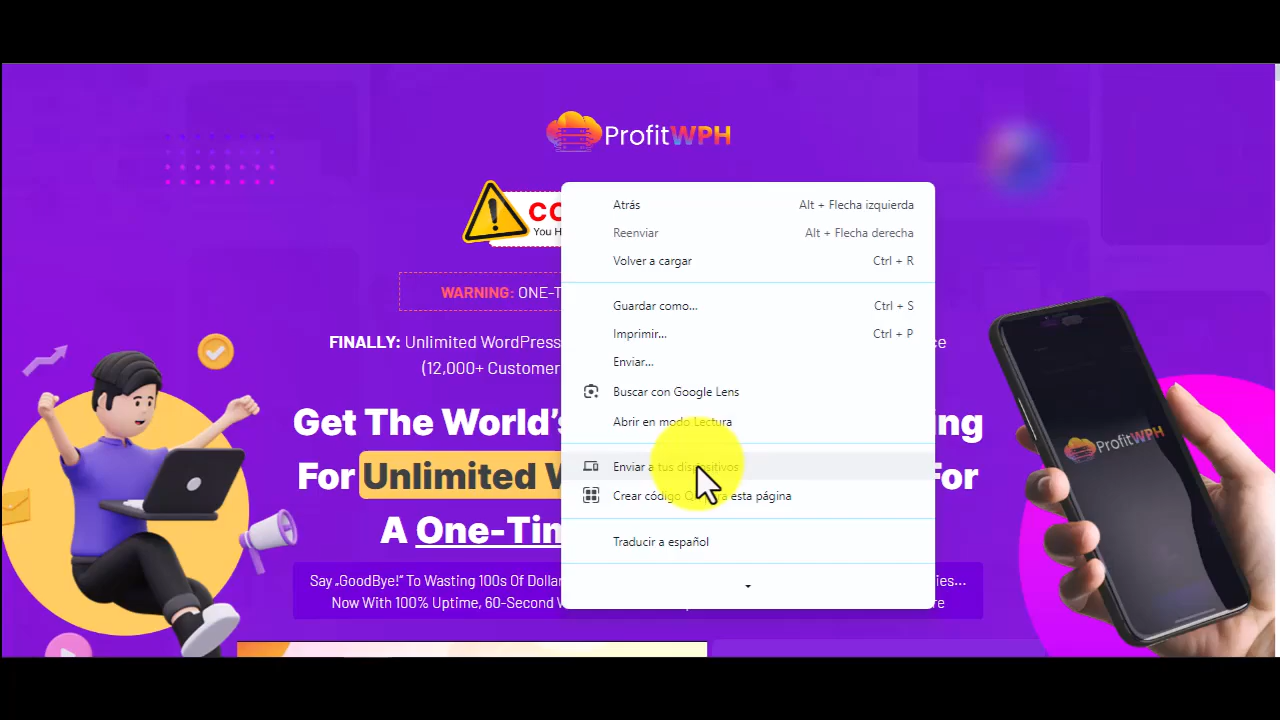 ProfitWPH
CO
You H
WARNING: ONE-T
FINALLY: Unlimited WordPress
ce
(12,000+ Customer
Get The World's
ing
For Unlimited W
For
A One-Tim
Say „GoodBye!“ To Wasting 100s Of Dollar
ies...
Now With 100% Uptime, 60-Second W
re
Atrás Alt + Flecha izquierda
Reenviar Alt + Flecha derecha
Volver a cargar Ctrl + R
Guardar como... Ctrl + S
Imprimir... Ctrl + P
Enviar...
Buscar con Google Lens
Abrir en modo Lectura
Enviar a tus dispositivos
Crear código esta página
Traducir a español
ProfitWPH